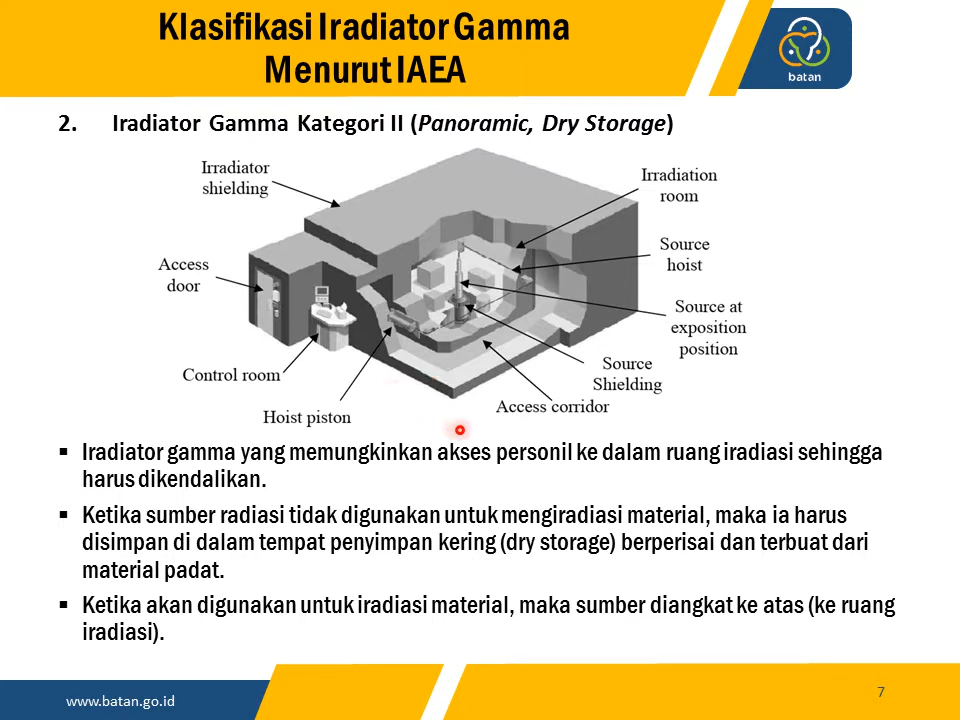 Klasifikasi Iradiator Gamma
Menurut IAEA
batan
2. Iradiator Gamma Kategori II (Panoramic, Dry Storage)
Irradiator
shielding
Irradiation
room
Access
door
Source
hoist
Source at
exposition
position
Control room
Source
Shielding
Hoist piston
Access corridor
▪ Iradiator gamma yang memungkinkan akses personil ke dalam ruang iradiasi sehingga
harus dikendalikan.
▪ Ketika sumber radiasi tidak digunakan untuk mengiradiasi material, maka ia harus
disimpan di dalam tempat penyimpan kering (dry storage) berperisai dan terbuat dari
material padat.
▪ Ketika akan digunakan untuk iradiasi material, maka sumber diangkat ke atas (ke ruang
iradiasi).
www.batan.go.id
7